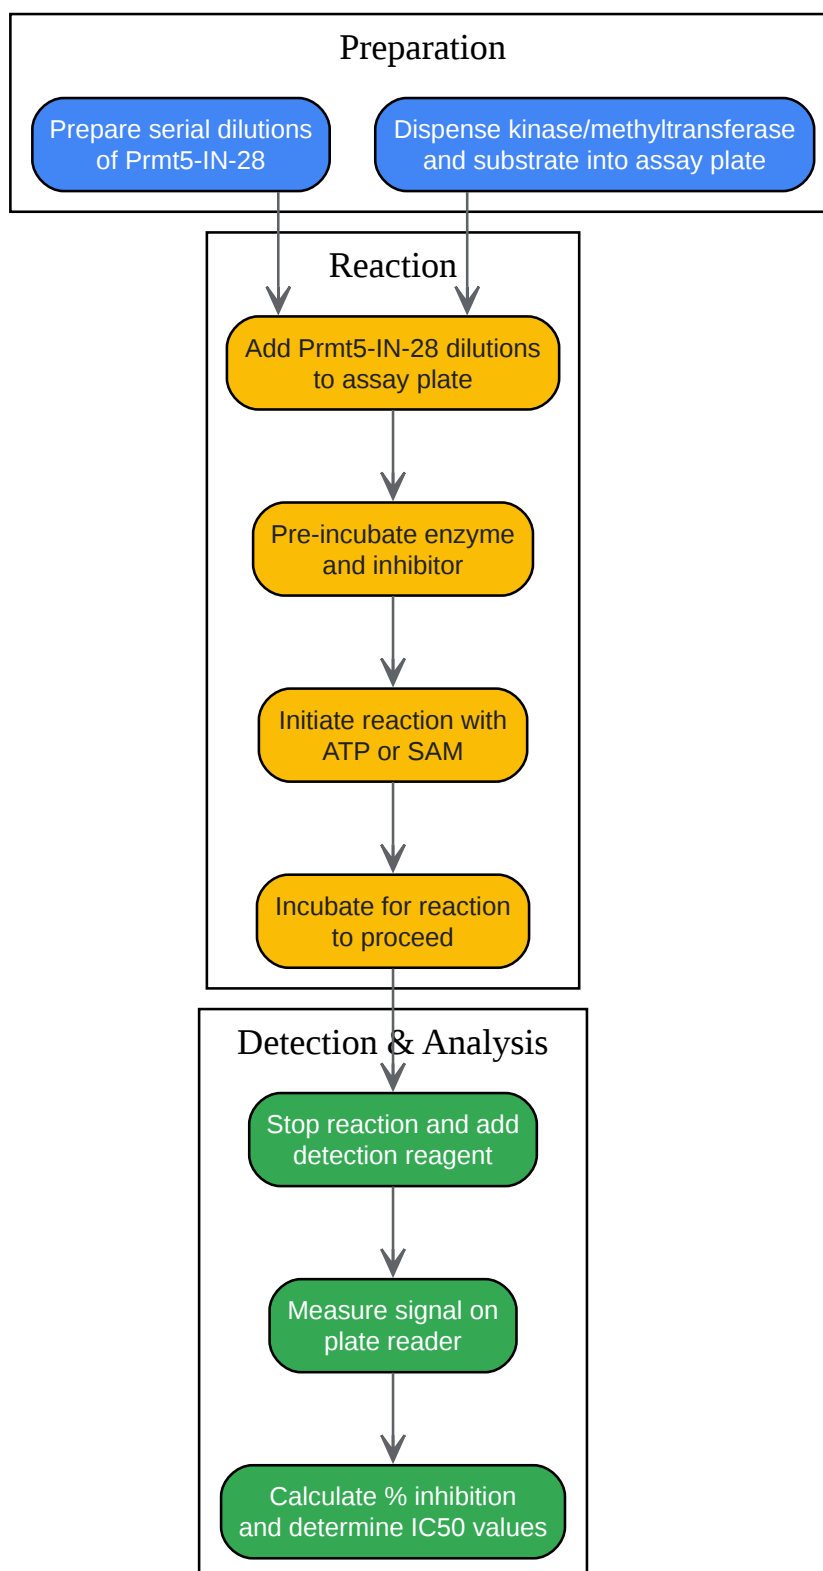 Preparation
Prepare serial dilutions
of Prmt5-IN-28
Dispense kinase/methyltransferase
and substrate into assay plate
Reaction
Add Prmt5-IN-28 dilutions
to assay plate
Pre-incubate enzyme
and inhibitor
Initiate reaction with
ATP or SAM
Incubate for reaction
to proceed
Detection & Analysis
Stop reaction and add
detection reagent
Measure signal on
plate reader
Calculate % inhibition
and determine IC50 values